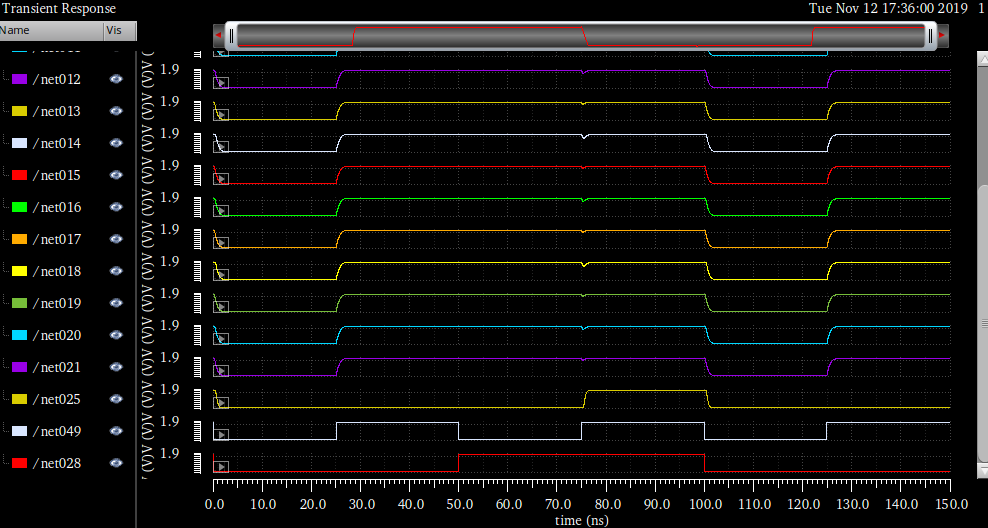 Transient Response
Tue Nov 12 17:36:00 2019 1
Name Vis
/net012 1.9
/net013 1.9
/net014 1.9
/net015 1.9
/net016 1.9
/net017 1.9
/net018 1.9
/net019 1.9
/net020 1.9
/net021 1.9
/net025 1.9
/net049 1.9
/net028 1.9
0.0 10.0 20.0 30.0 40.0 50.0 60.0 70.0 80.0 90.0 100.0 110.0 120.0 130.0 140.0 150.0
time (ns)